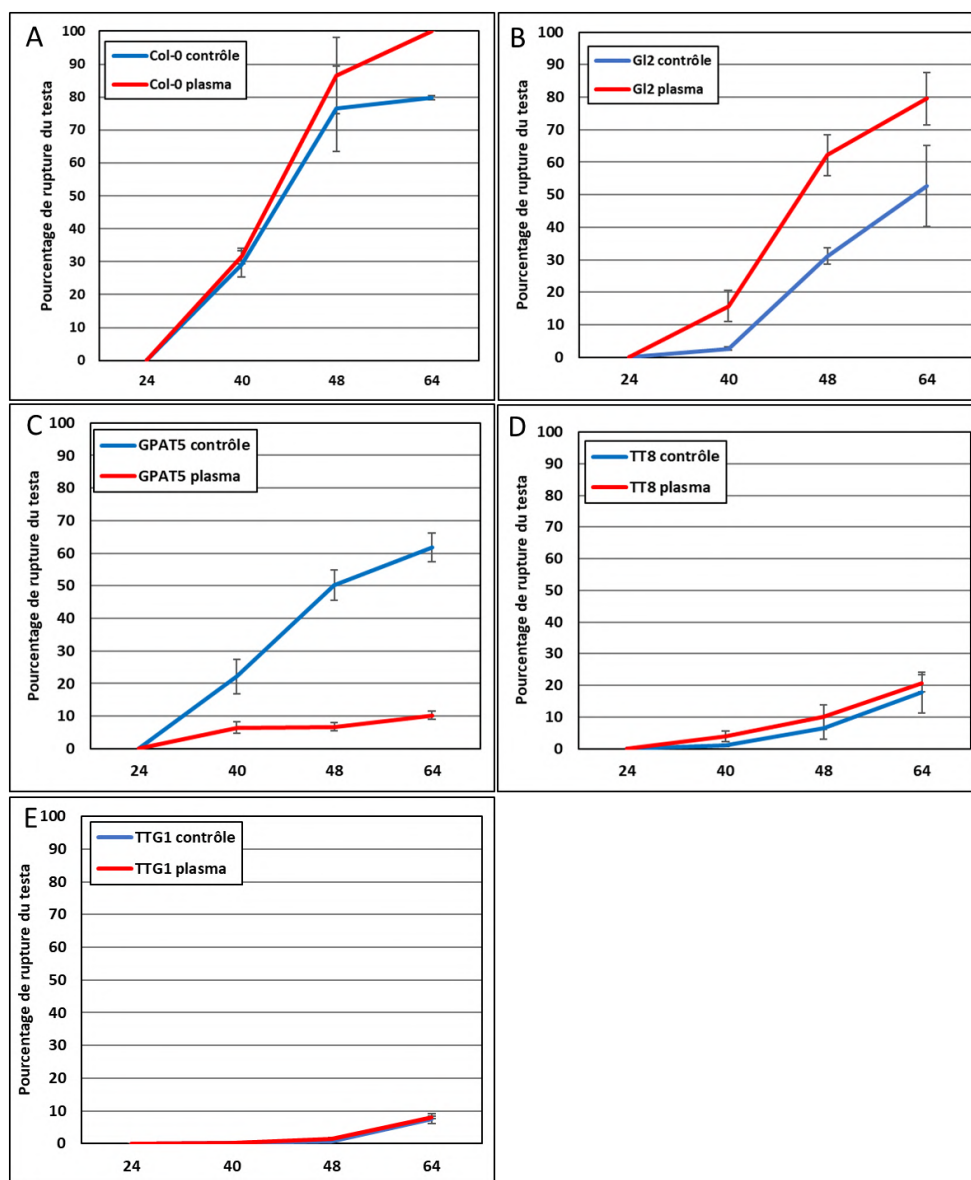 A
Col-0 contrôle
Col-0 plasma
Pourcentage de rupture du testa
100
90
80
70
60
50
40
30
20
10
0
24 40 48 64
B
Gl2 contrôle
Gl2 plasma
Pourcentage de rupture du testa
100
90
80
70
60
50
40
30
20
10
0
24 40 48 64
C
GPAT5 contrôle
GPAT5 plasma
Pourcentage de rupture du testa
100
90
80
70
60
50
40
30
20
10
0
24 40 48 64
D
TT8 contrôle
TT8 plasma
Pourcentage de rupture du testa
100
90
80
70
60
50
40
30
20
10
0
24 40 48 64
E
TTG1 contrôle
TTG1 plasma
Pourcentage de rupture du testa
100
90
80
70
60
50
40
30
20
10
0
24 40 48 64